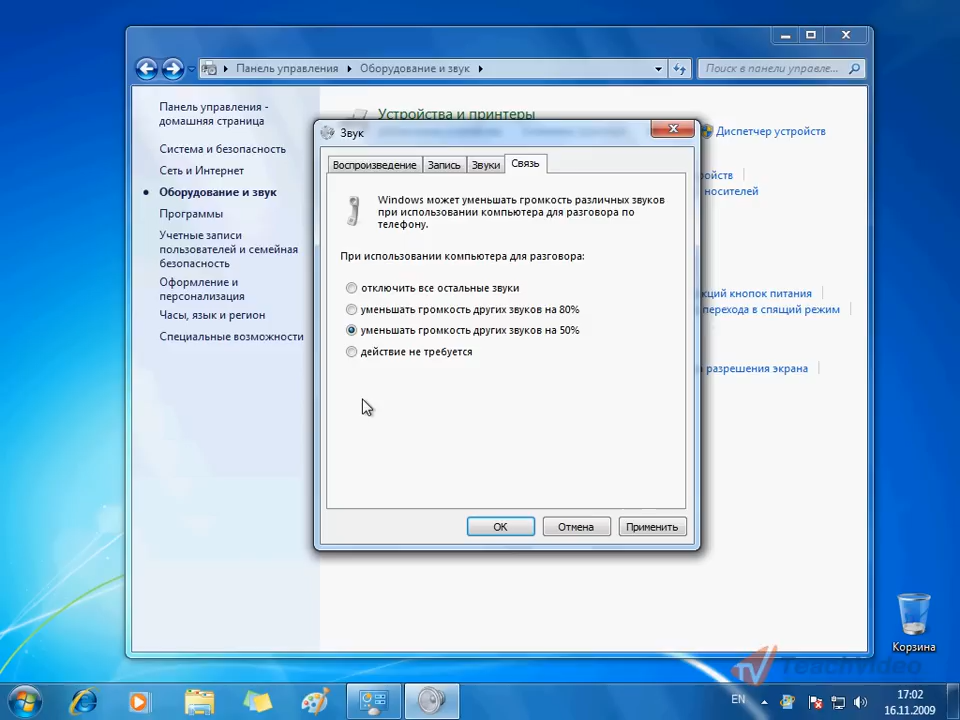 Панель управления
Оборудование и звук
Поиск в панели управле...
Панель управления -
домашняя страница
Система и безопасность
Сеть и Интернет
Оборудование и звук
Программы
Учетные записи
пользователей и семейная
безопасность
Оформление и
персонализация
Часы, язык и регион
Специальные возможности
Устройства и принтеры
Диспетчер устройств
носителей
кнопок питания
перехода в спящий режим
разрешения экрана
Звук
Воспроизведение
Запись
Звуки
Связь
Windows может уменьшать громкость различных звуков
при использовании компьютера для разговора по
телефону.
При использовании компьютера для разговора:
отключить все остальные звуки
уменьшать громкость других звуков на 80%
уменьшать громкость других звуков на 50%
действие не требуется
ОК
Отмена
Применить
Корзина
TeachVideo
EN
17:02
16.11.2009